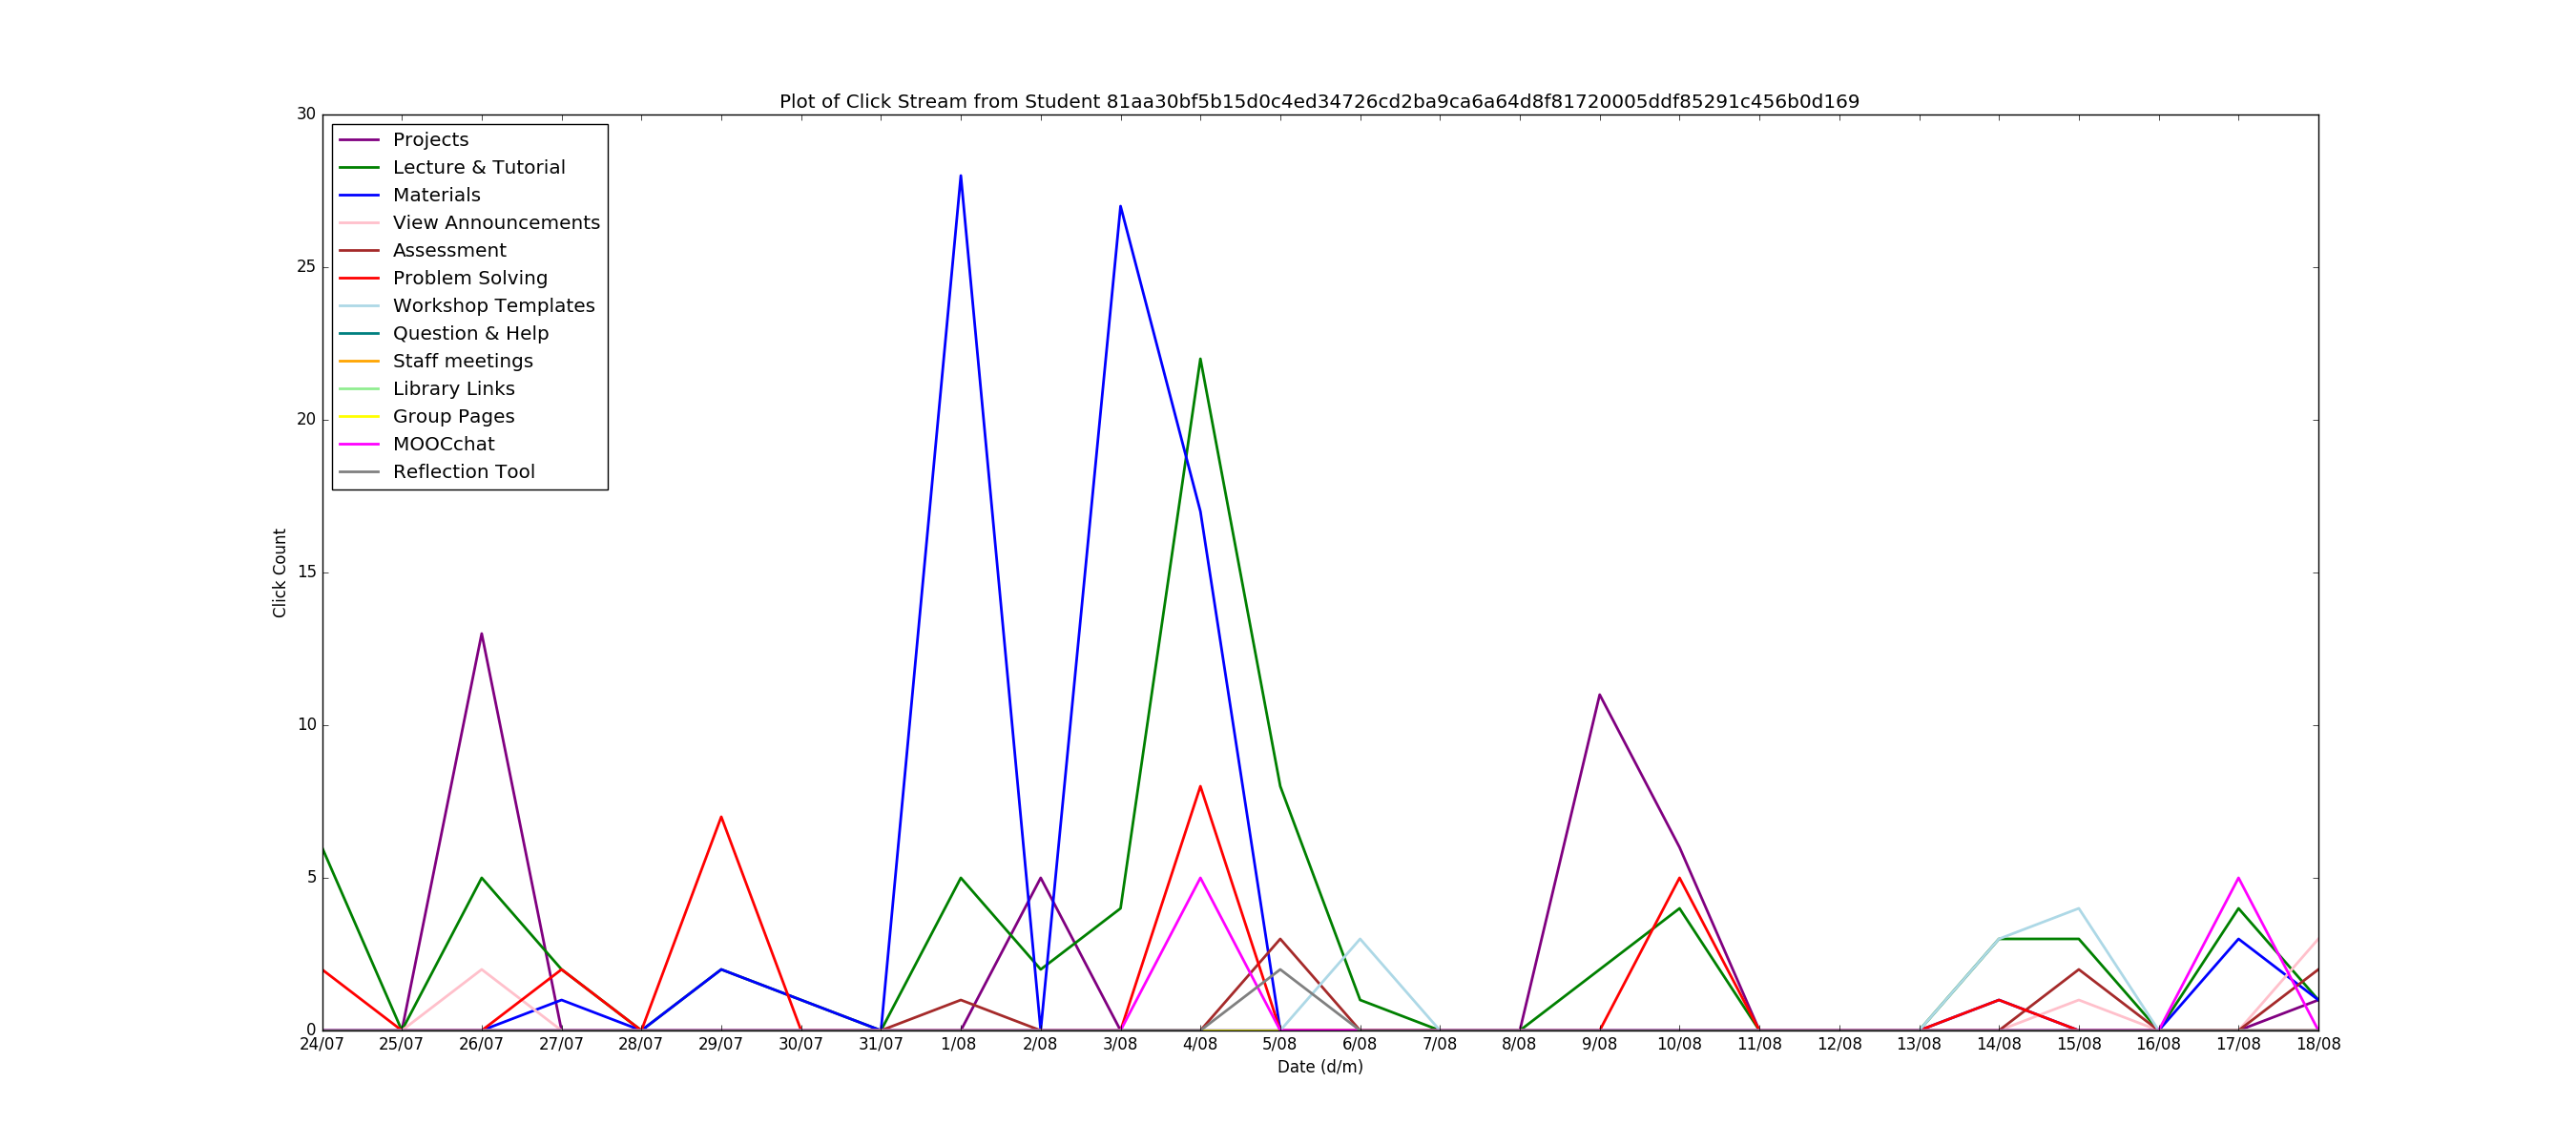 Plot of Click Stream from Student 81aa30bf5b15d0c4ed34726cd2ba9ca6a64d8f81720005ddf85291c456b0d169
30
25
20
15
10
5
0
Click Count
Projects
Lecture & Tutorial
Materials
View Announcements
Assessment
Problem Solving
Workshop Templates
Question & Help
Staff meetings
Library Links
Group Pages
MOOCchat
Reflection Tool
24/07 25/07 26/07 27/07 28/07 29/07 30/07 31/07 1/08 2/08 3/08 4/08 5/08 6/08 7/08 8/08 9/08 10/08 11/08 12/08 13/08 14/08 15/08 16/08 17/08 18/08
Date (d/m)